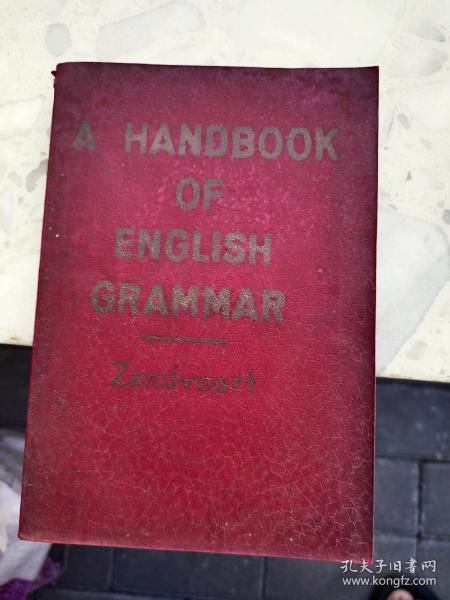 A HANDBOOK
OF
ENGLISH
GRAMMAR
Zandvoort
孔夫子旧书网
www.kongfz.com